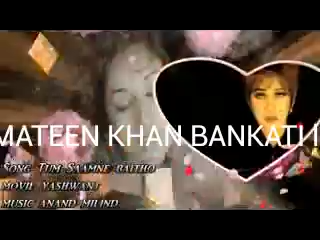 MATEEN KHAN BANKATI I
SONG TUM SAAMNE BAITHO
MOVIE YASHWANT
MUSIC ANAND MILIND